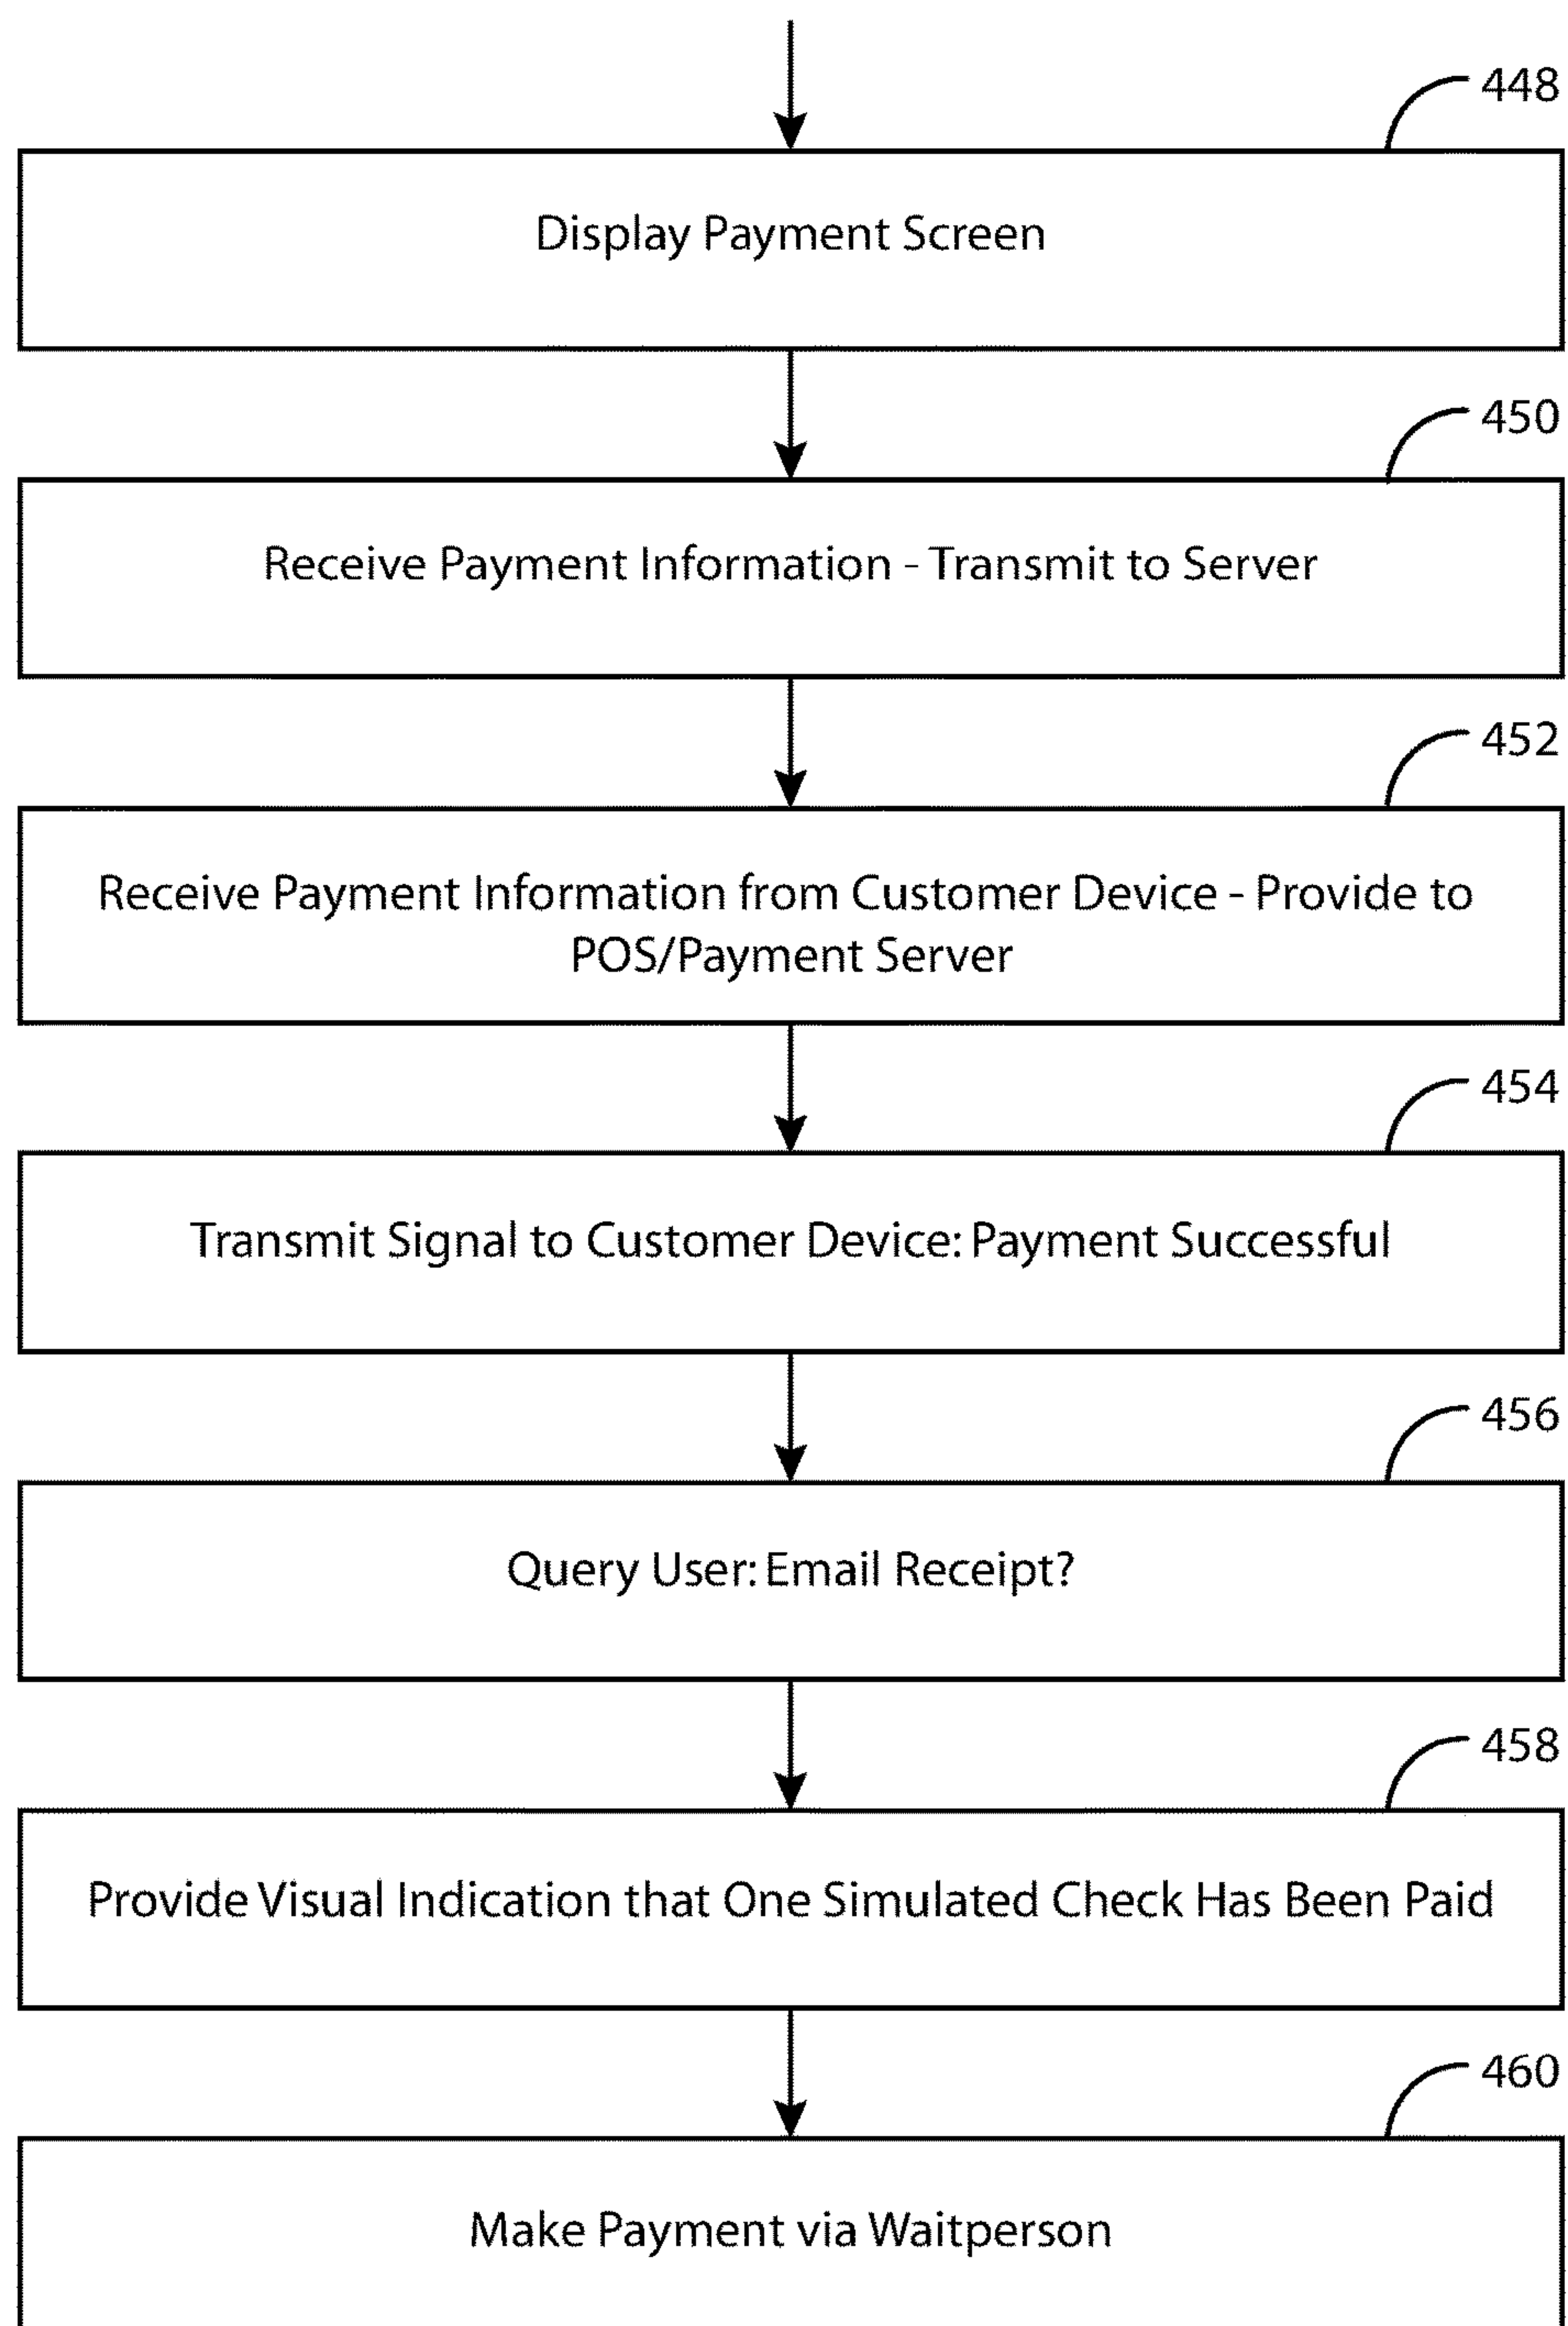 448
Display Payment Screen
450
Receive Payment Information - Transmit to Server
452
Receive Payment Information from Customer Device - Provide to
POS/Payment Server
454
Transmit Signal to Customer Device: Payment Successful
456
Query User: Email Receipt?
458
Provide Visual Indication that One Simulated Check Has Been Paid
460
Make Payment via Waitperson